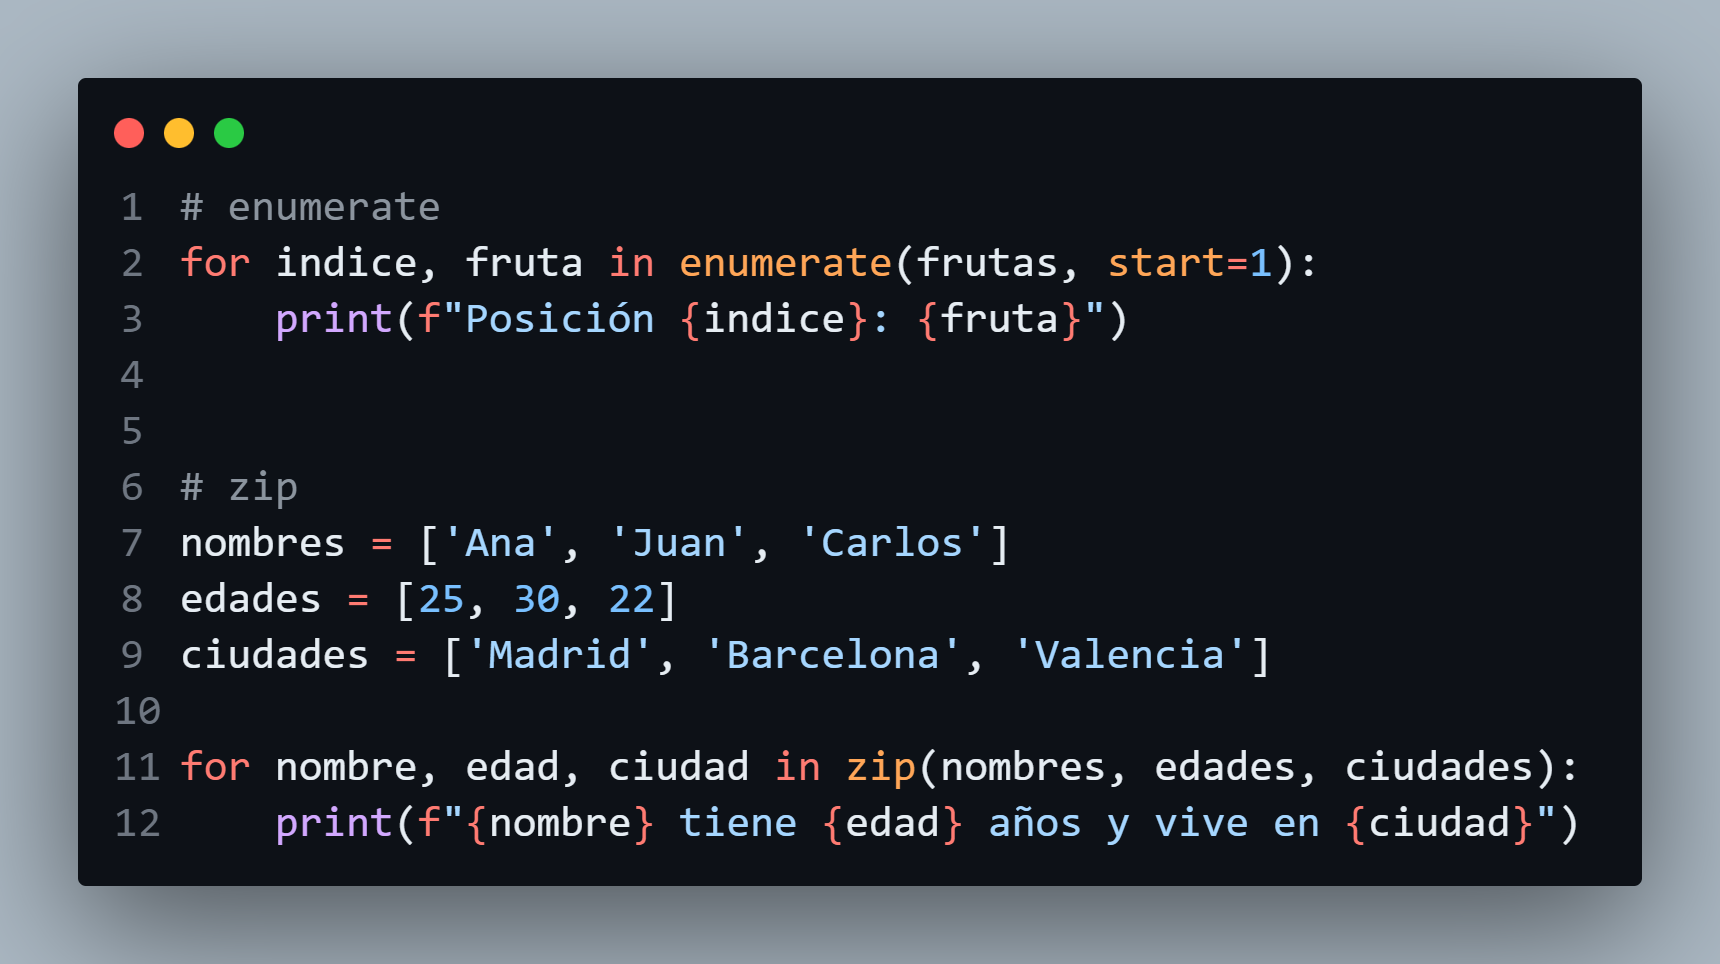 1 # enumerate
2 for indice, fruta in enumerate(frutas, start=1):
3     print(f"Posición {indice}: {fruta}")
4
5
6 # zip
7 nombres = ['Ana', 'Juan', 'Carlos']
8 edades = [25, 30, 22]
9 ciudades = ['Madrid', 'Barcelona', 'Valencia']
10
11 for nombre, edad, ciudad in zip(nombres, edades, ciudades):
12     print(f"{nombre} tiene {edad} años y vive en {ciudad}")